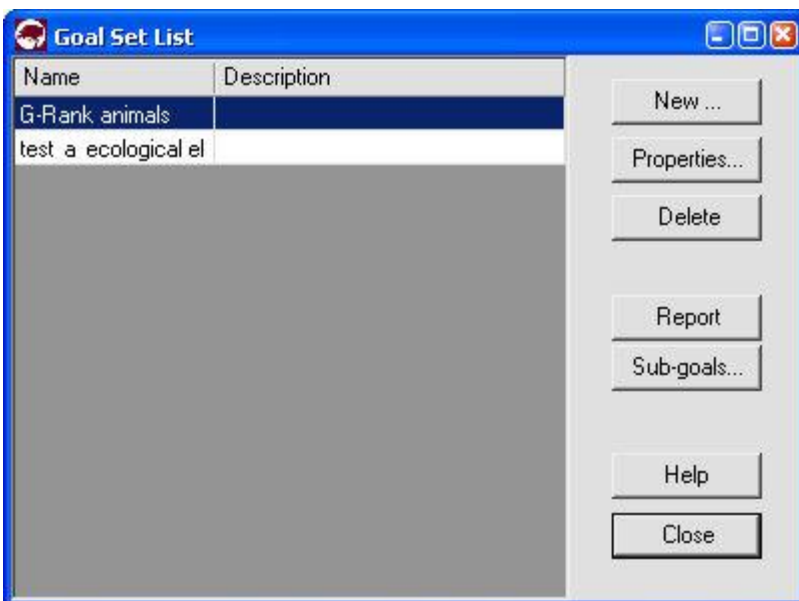 Goal Set List
Name Description
G-Rank animals
test a ecological el
New ...
Properties...
Delete
Report
Sub-goals...
Help
Close